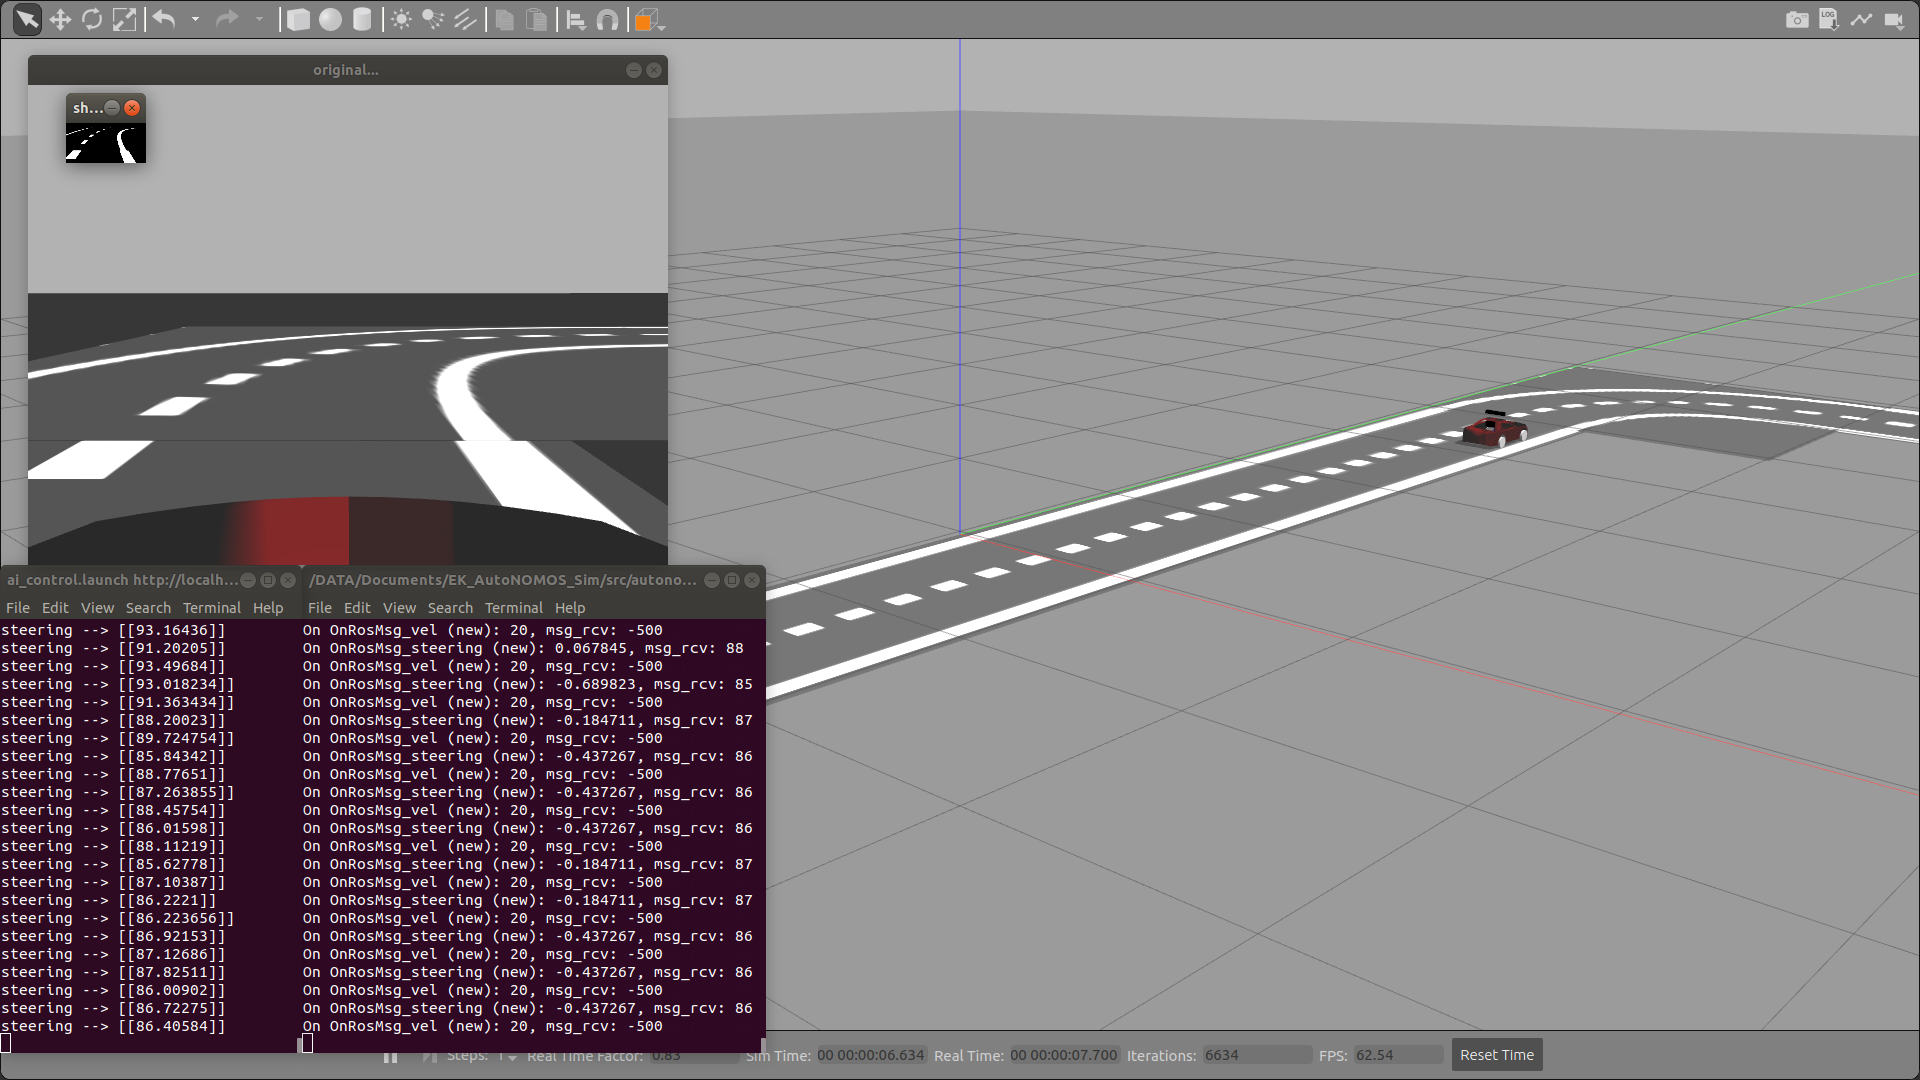 LOG
original...
sh...
ai_control.launch http://localh...
File Edit View Search Terminal Help
steering --> [[93.16436]]
steering --> [[91.20205]]
steering --> [[93.49684]]
steering --> [[93.018234]]
steering --> [[91.363434]]
steering --> [[88.20023]]
steering --> [[89.724754]]
steering --> [[85.84342]]
steering --> [[88.77651]]
steering --> [[87.263855]]
steering --> [[88.45754]]
steering --> [[86.01598]]
steering --> [[88.11219]]
steering --> [[85.62778]]
steering --> [[87.10387]]
steering --> [[86.2221]]
steering --> [[86.223656]]
steering --> [[86.92153]]
steering --> [[87.12686]]
steering --> [[87.82511]]
steering --> [[86.00902]]
steering --> [[86.72275]]
steering --> [[86.40584]]
/DATA/Documents/EK_AutoNOMOS_Sim/src/autono...
File Edit View Search Terminal Help
On OnRosMsg_vel (new): 20, msg_rcv: -500
On OnRosMsg_steering (new): 0.067845, msg_rcv: 88
On OnRosMsg_vel (new): 20, msg_rcv: -500
On OnRosMsg_steering (new): -0.689823, msg_rcv: 85
On OnRosMsg_vel (new): 20, msg_rcv: -500
On OnRosMsg_steering (new): -0.184711, msg_rcv: 87
On OnRosMsg_vel (new): 20, msg_rcv: -500
On OnRosMsg_steering (new): -0.437267, msg_rcv: 86
On OnRosMsg_vel (new): 20, msg_rcv: -500
On OnRosMsg_steering (new): -0.437267, msg_rcv: 86
On OnRosMsg_vel (new): 20, msg_rcv: -500
On OnRosMsg_steering (new): -0.437267, msg_rcv: 86
On OnRosMsg_vel (new): 20, msg_rcv: -500
On OnRosMsg_steering (new): -0.184711, msg_rcv: 87
On OnRosMsg_vel (new): 20, msg_rcv: -500
On OnRosMsg_steering (new): -0.184711, msg_rcv: 87
On OnRosMsg_vel (new): 20, msg_rcv: -500
On OnRosMsg_steering (new): -0.437267, msg_rcv: 86
On OnRosMsg_vel (new): 20, msg_rcv: -500
On OnRosMsg_steering (new): -0.437267, msg_rcv: 86
On OnRosMsg_vel (new): 20, msg_rcv: -500
On OnRosMsg_steering (new): -0.437267, msg_rcv: 86
On OnRosMsg_vel (new): 20, msg_rcv: -500
Steps: 1 Real Time Factor: 0.83 Sim Time: 00 00:00:06.634 Real Time: 00 00:00:07.700 Iterations: 6634 FPS: 62.54 Reset Time